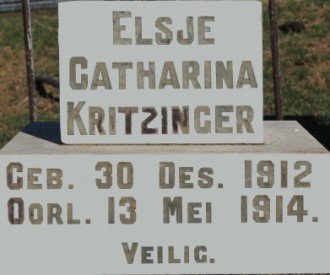 Elsje
Catharina
Kritzinger
Geb. 30 Des. 1912
Oorl. 13 Mei 1914.
Veilig.